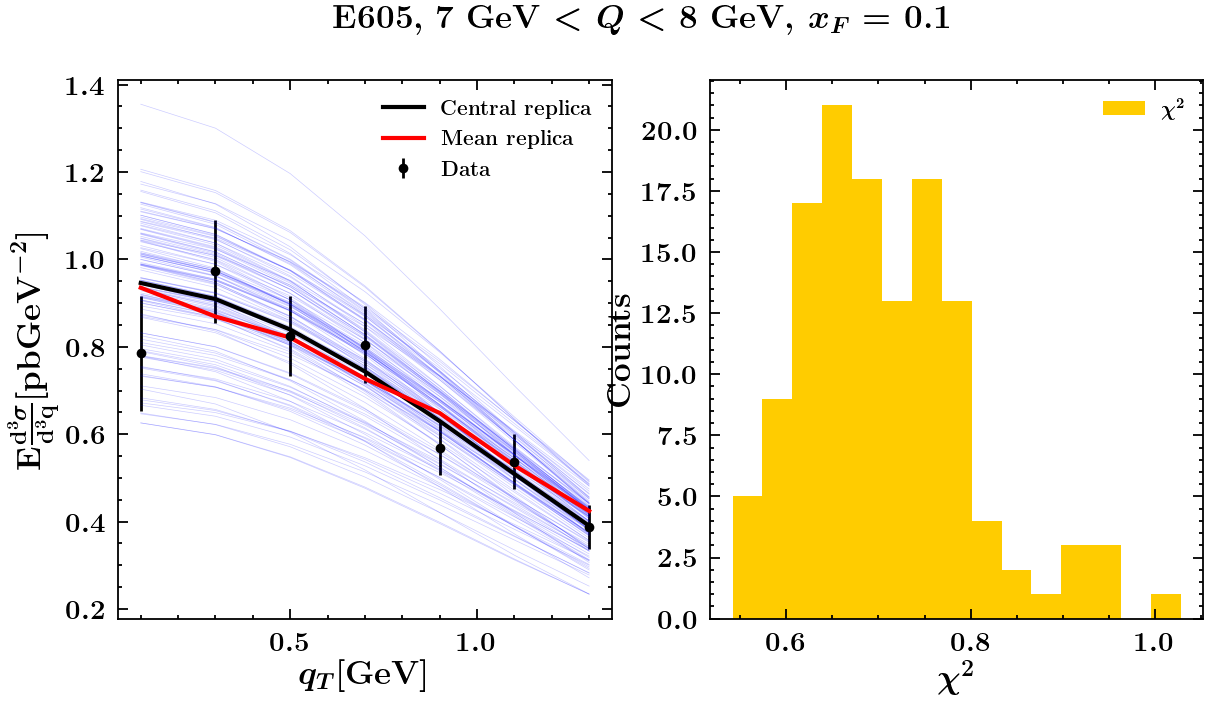 E605, 7 GeV < Q < 8 GeV, x_F = 0.1
1.4
1.2
1.0
0.8
0.6
0.4
0.2
E d³σ/d³q [pbGeV⁻²]
Central replica
Mean replica
Data
0.5
1.0
q_T[GeV]
20.0
17.5
15.0
12.5
10.0
7.5
5.0
2.5
0.0
Counts
χ²
0.6
0.8
1.0
χ²